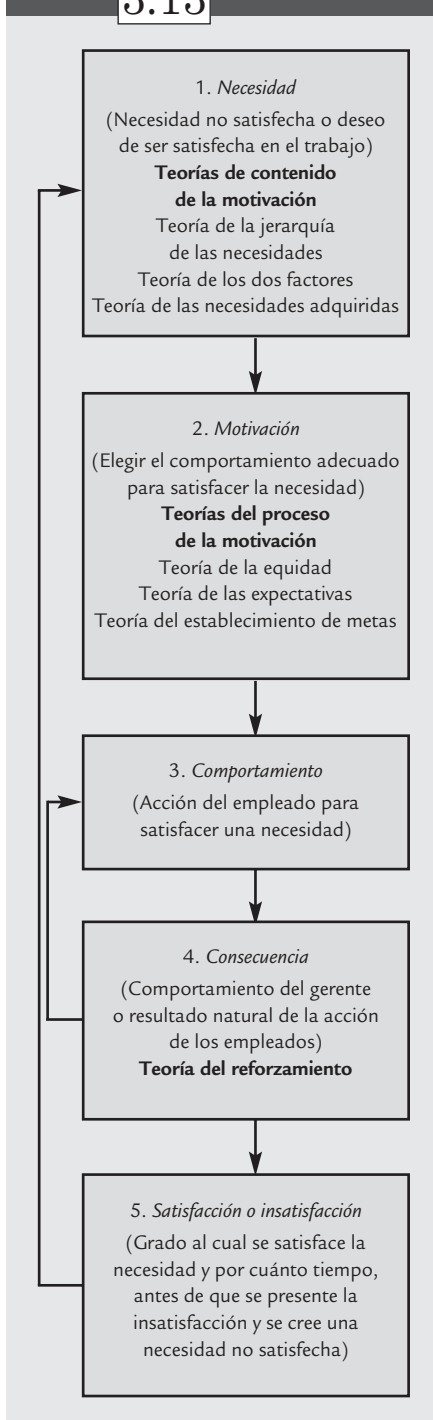 3.13
1. Necesidad
(Necesidad no satisfecha o deseo
de ser satisfecha en el trabajo)
Teorías de contenido
de la motivación
Teoría de la jerarquía
de las necesidades
Teoría de los dos factores
Teoría de las necesidades adquiridas
2. Motivación
(Elegir el comportamiento adecuado
para satisfacer la necesidad)
Teorías del proceso
de la motivación
Teoría de la equidad
Teoría de las expectativas
Teoría del establecimiento de metas
3. Comportamiento
(Acción del empleado para
satisfacer una necesidad)
4. Consecuencia
(Comportamiento del gerente
o resultado natural de la acción
de los empleados)
Teoría del reforzamiento
5. Satisfacción o insatisfacción
(Grado al cual se satisface la
necesidad y por cuánto tiempo,
antes de que se presente la
insatisfacción y se cree una
necesidad no satisfecha)